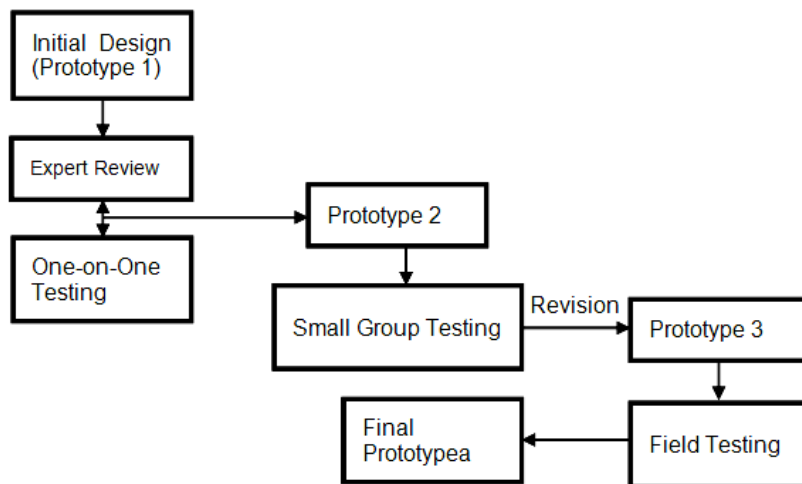 Initial Design
(Prototype 1)
Expert Review
One-on-One
Testing
Prototype 2
Small Group Testing
Revision
Prototype 3
Field Testing
Final
Prototypea